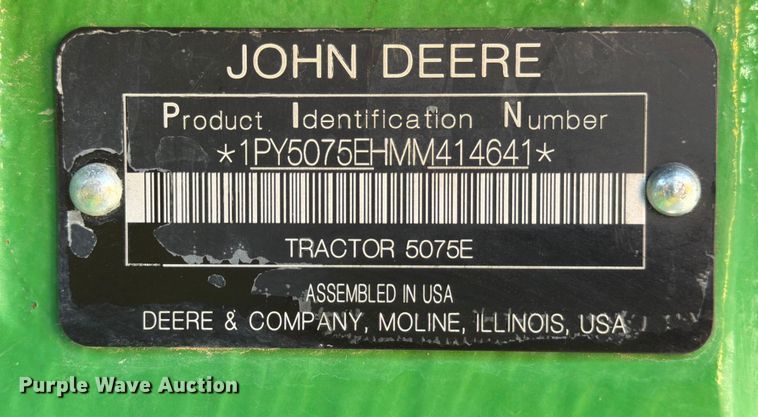 JOHN DEERE
Product Identification Number
*1PY5075EHMM414641*
TRACTOR 5075E
ASSEMBLED IN USA
DEERE & COMPANY, MOLINE, ILLINOIS, USA
Purple Wave Auction